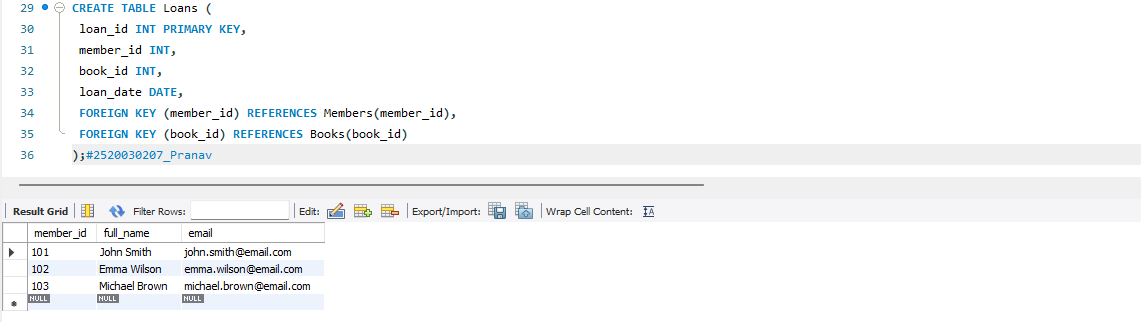 29 CREATE TABLE Loans (
30 loan_id INT PRIMARY KEY,
31 member_id INT,
32 book_id INT,
33 loan_date DATE,
34 FOREIGN KEY (member_id) REFERENCES Members(member_id),
35 FOREIGN KEY (book_id) REFERENCES Books(book_id)
36 );#2520030207_Pranav
Result Grid Filter Rows: Edit: Export/Import: Wrap Cell Content: IA
member_id full_name email
101 John Smith john.smith@email.com
102 Emma Wilson emma.wilson@email.com
103 Michael Brown michael.brown@email.com
NULL NULL NULL